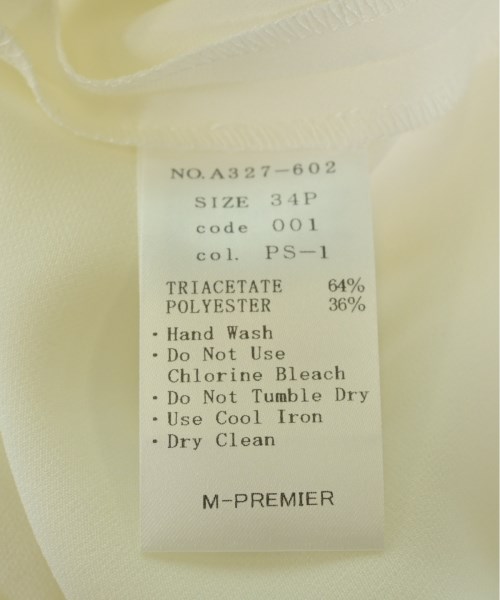 NO.A327-602
SIZE 34P
code 001
col. PS-1
TRIACETATE 64%
POLYESTER 36%
・Hand Wash
・Do Not Use
Chlorine Bleach
・Do Not Tumble Dry
・Use Cool Iron
・Dry Clean
M-PREMIER